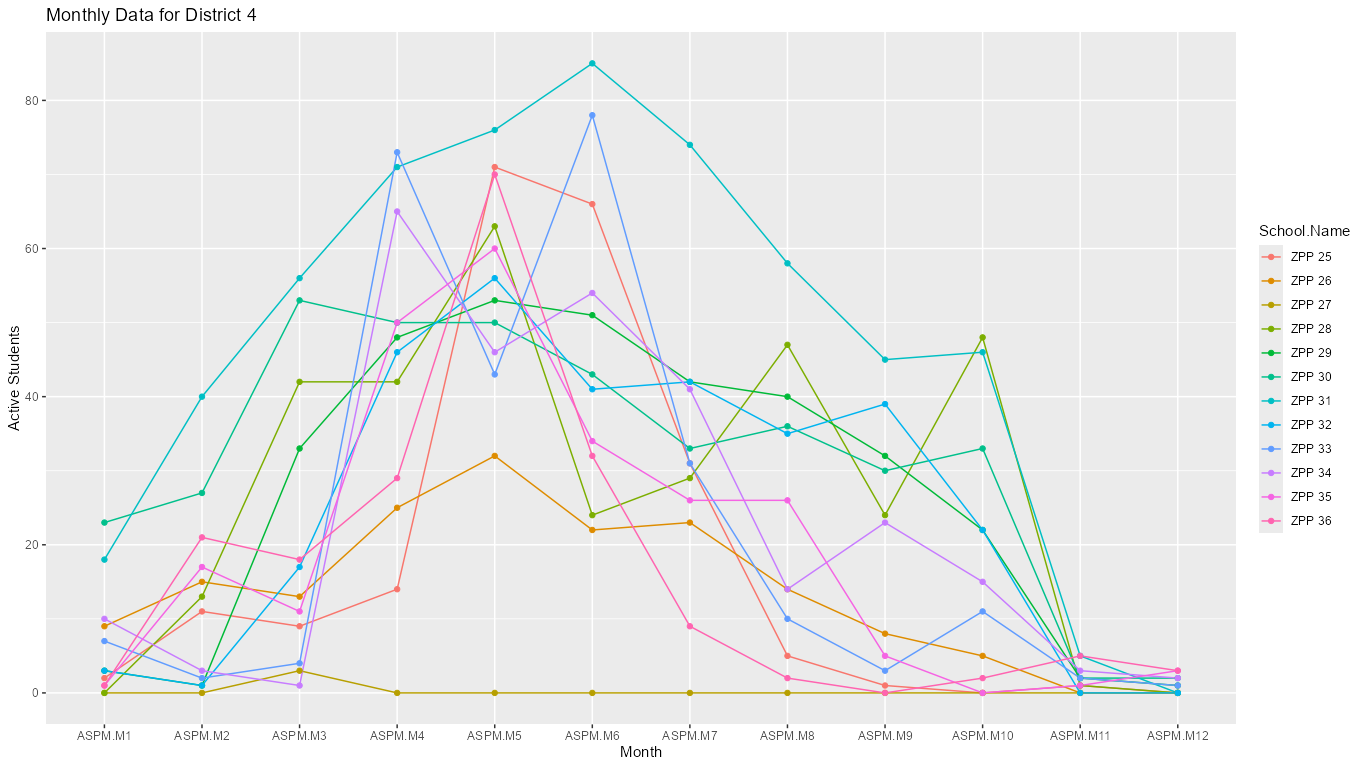 Monthly Data for District 4
Active Students
80
60
40
20
0
ASPM.M1 ASPM.M2 ASPM.M3 ASPM.M4 ASPM.M5 ASPM.M6 ASPM.M7 ASPM.M8 ASPM.M9 ASPM.M10 ASPM.M11 ASPM.M12
Month
School.Name
ZPP 25
ZPP 26
ZPP 27
ZPP 28
ZPP 29
ZPP 30
ZPP 31
ZPP 32
ZPP 33
ZPP 34
ZPP 35
ZPP 36